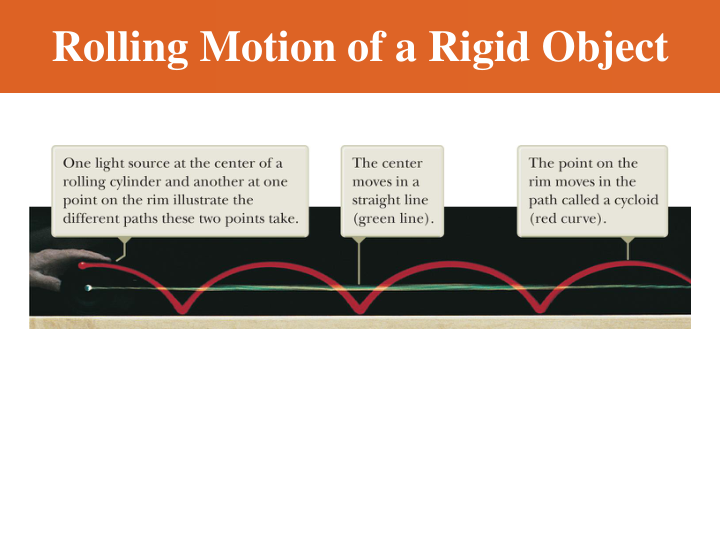 Rolling Motion of a Rigid Object
One light source at the center of a
rolling cylinder and another at one
point on the rim illustrate the
different paths these two points take.
The center
moves in a
straight line
(green line).
The point on the
rim moves in the
path called a cycloid
(red curve).